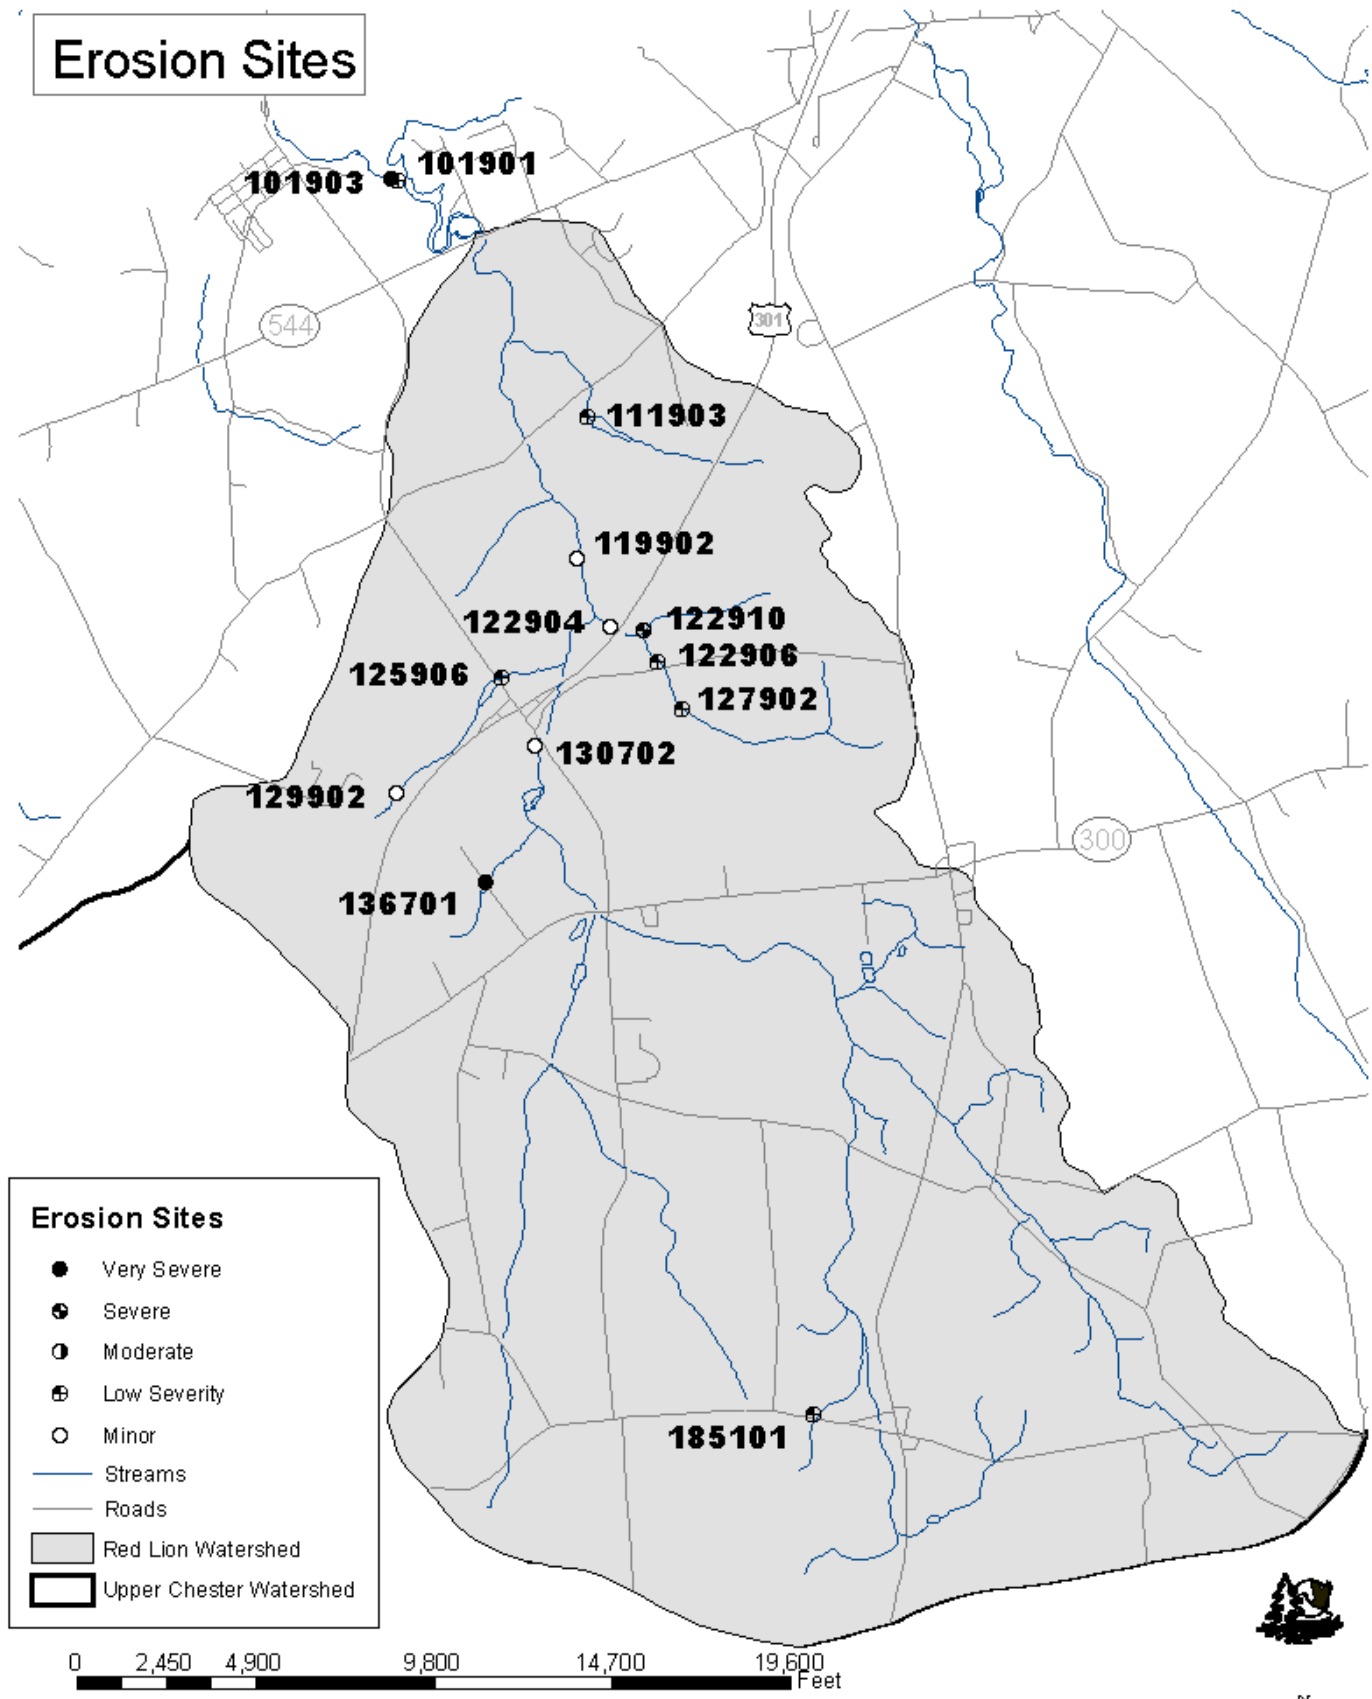 Erosion Sites
101901
101903
544
301
111903
119902
122904
122910
122906
125906
127902
130702
129902
300
136701
185101
Erosion Sites
Very Severe
Severe
Moderate
Low Severity
Minor
Streams
Roads
Red Lion Watershed
Upper Chester Watershed
0 2,450 4,900 9,800 14,700 19,600
Feet
N